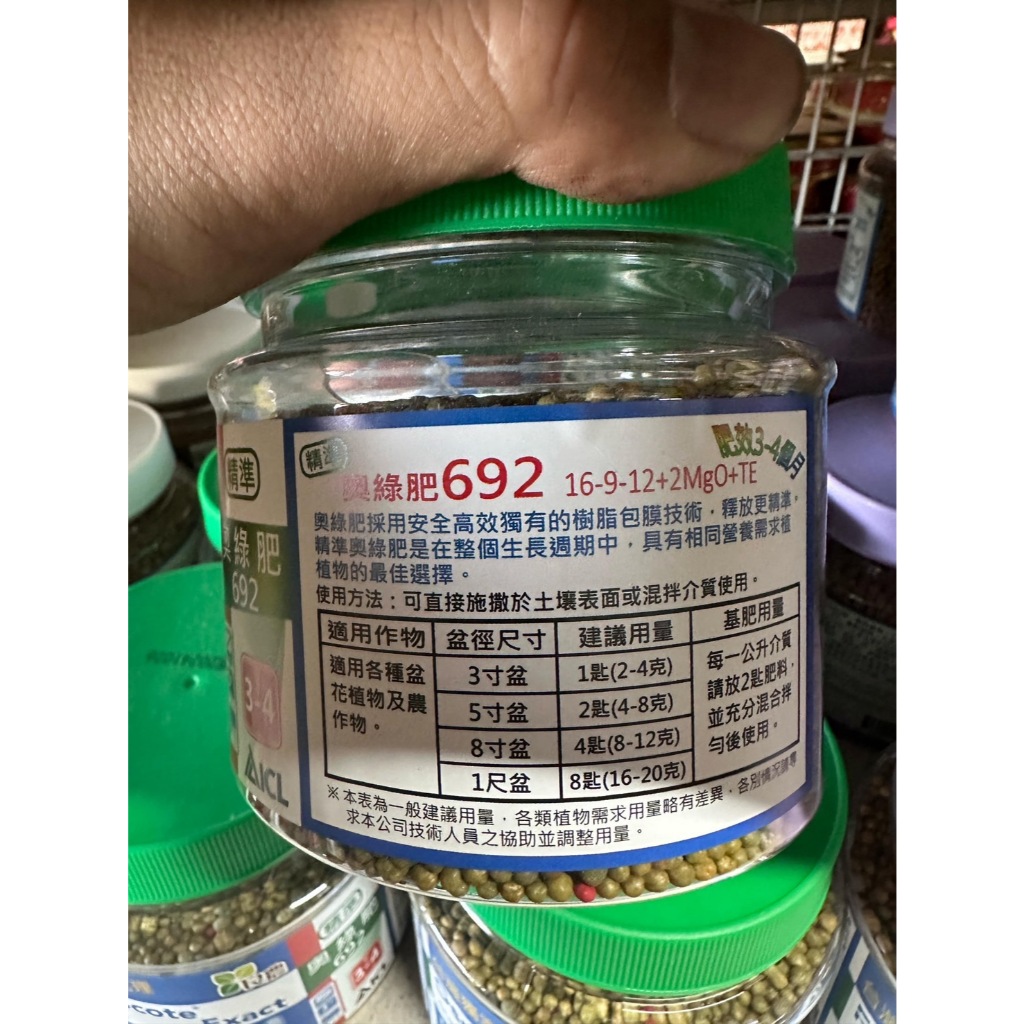 精準
奧綠肥692 16-9-12+2MgO+TE
肥效3-4個月
奧綠肥採用安全高效獨有的樹脂包膜技術，釋放更精準。
精準奧綠肥是在整個生長週期中，具有相同營養需求植
植物的最佳選擇。
使用方法：可直接施撒於土壤表面或混拌介質使用。
適用作物 盆徑尺寸 建議用量 基肥用量
適用各種盆
花植物及農
作物。
3寸盆 1匙(2-4克)
5寸盆 2匙(4-8克)
8寸盆 4匙(8-12克)
1尺盆 8匙(16-20克)
每一公升介質
請放2匙肥料，
並充分混合拌
勻後使用。
※本表為一般建議用量，各類植物需求用量略有差異，各別情況請尋
求本公司技術人員之協助並調整用量。
精準
奧綠肥
692
3-4
ICL
cote
Exact
3-4